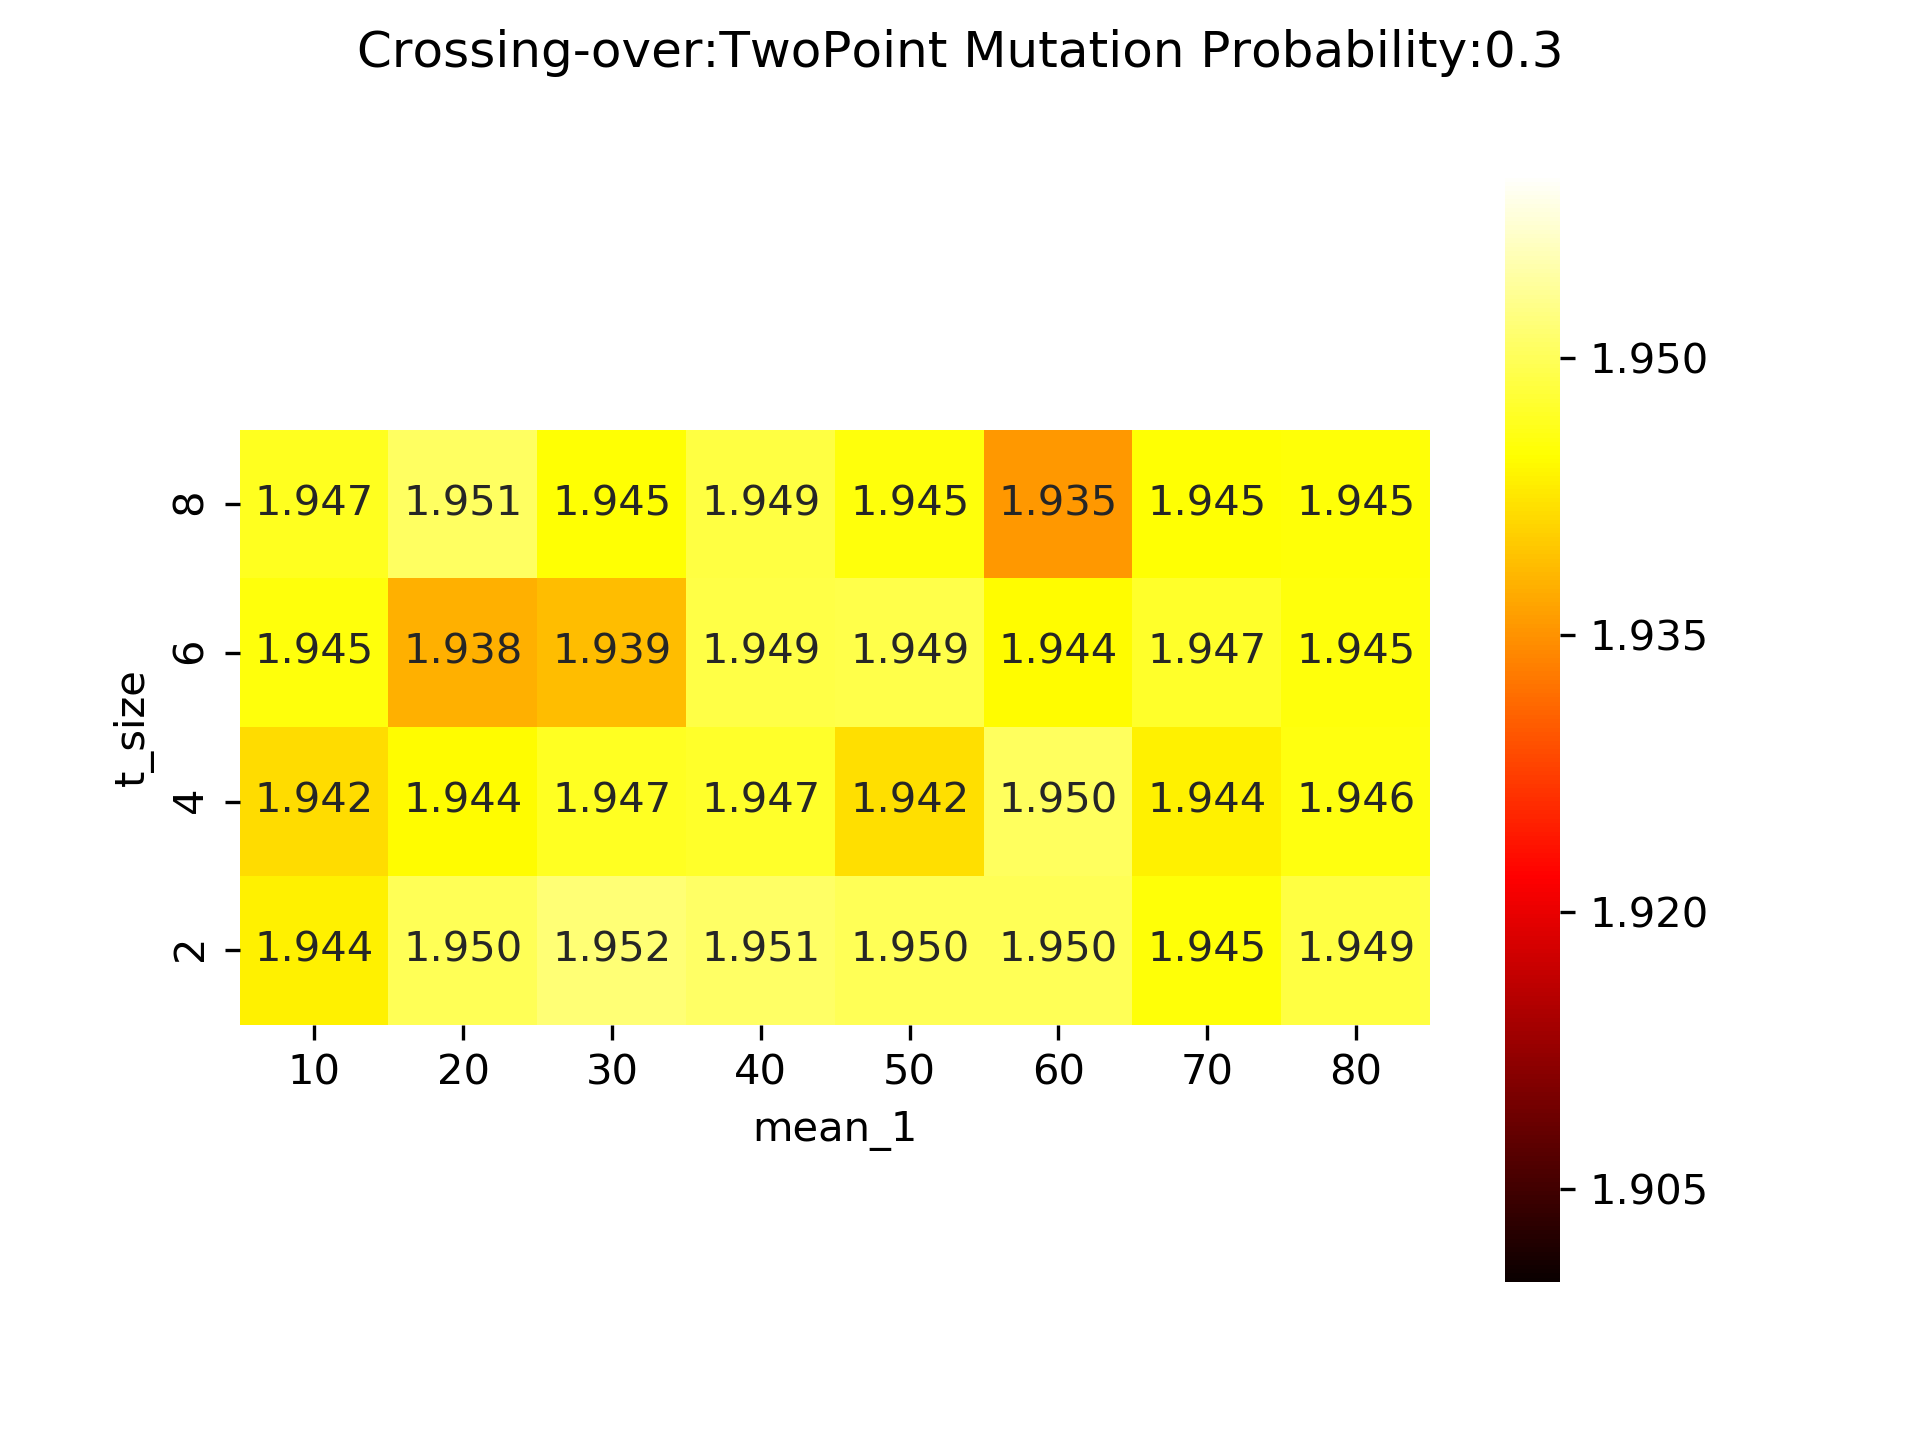 Crossing-over:TwoPoint Mutation Probability:0.3
8 1.947 1.951 1.945 1.949 1.945 1.935 1.945 1.945
6 1.945 1.938 1.939 1.949 1.949 1.944 1.947 1.945
4 1.942 1.944 1.947 1.947 1.942 1.950 1.944 1.946
2 1.944 1.950 1.952 1.951 1.950 1.950 1.945 1.949
t_size
10 20 30 40 50 60 70 80
mean_1
1.950
1.935
1.920
1.905